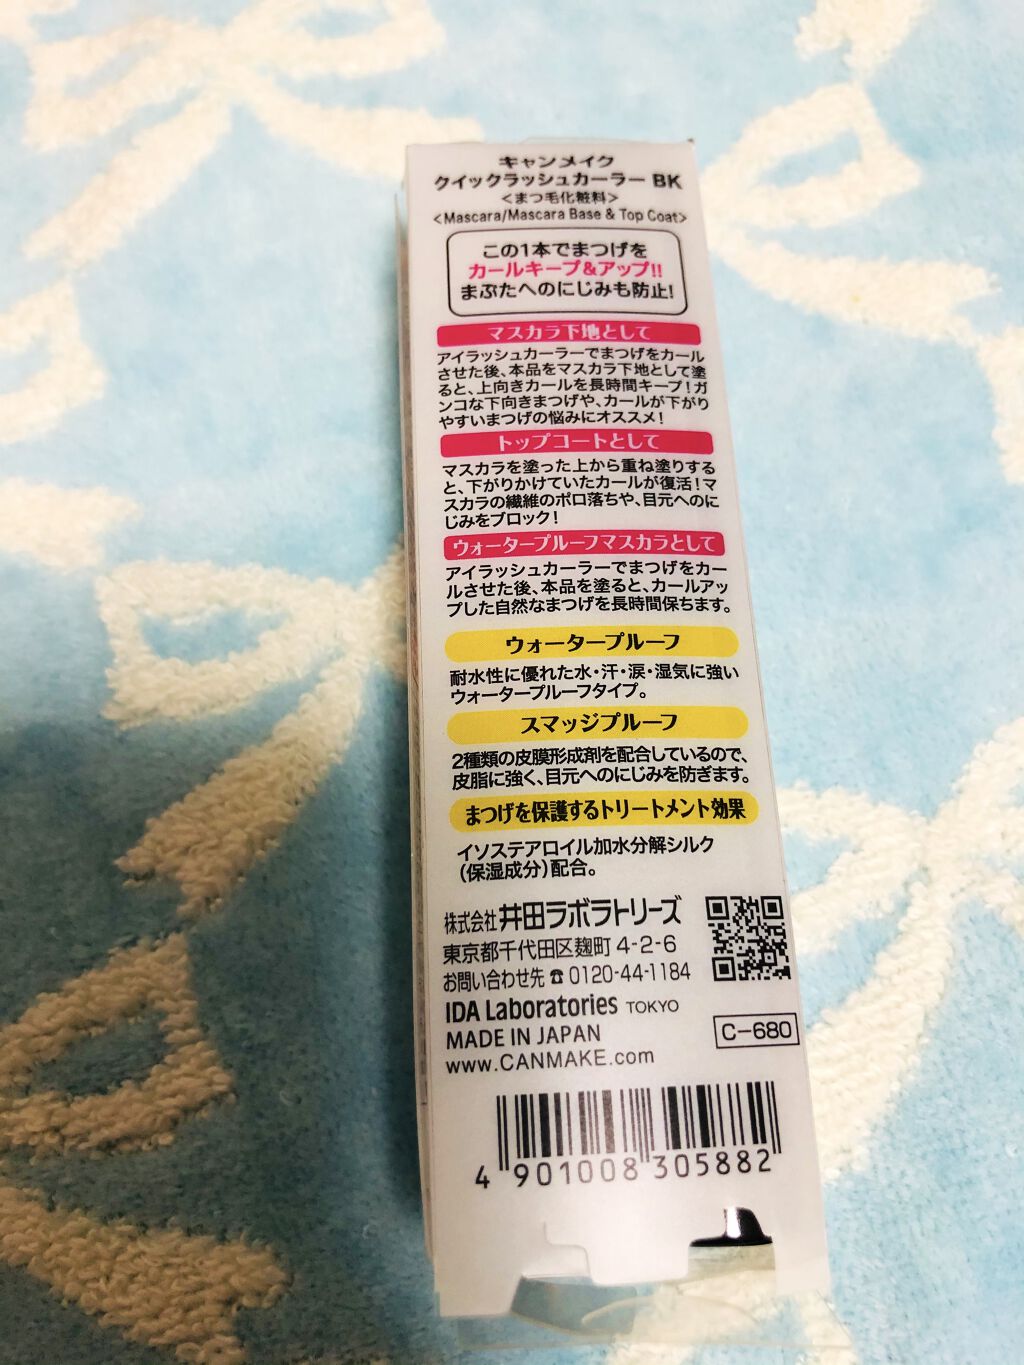 キャンメイク
クイックラッシュカーラー BK
<まつ毛化粧料>
<Mascara/Mascara Base & Top Coat>
この1本でまつげを
カールキープ&アップ!!
まぶたへのにじみも防止!
マスカラ下地として
アイラッシュカーラーでまつげをカール
させた後、本品をマスカラ下地として塗
ると、上向きカールを長時間キープ!ガ
ンコな下向きまつげや、カールが下がり
やすいまつげの悩みにオススメ!
トップコートとして
マスカラを塗った上から重ね塗りする
と、下がりかけていたカールが復活!マ
スカラの繊維のポロ落ちや、目元へのに
じみをブロック!
ウォータープルーフマスカラとして
アイラッシュカーラーでまつげをカー
ルさせた後、本品を塗ると、カールアッ
プした自然なまつげを長時間保ちます。
ウォータープルーフ
耐水性に優れた水・汗・涙・湿気に強い
ウォータープルーフタイプ。
スマッジプルーフ
2種類の皮膜形成剤を配合しているので、
皮脂に強く、目元へのにじみを防ぎます。
まつげを保護するトリートメント効果
イソステアロイル加水分解シルク
(保湿成分)配合。
株式会社 井田ラボラトリーズ
東京都千代田区麹町 4-2-6
お問い合わせ先 ☎ 0120-44-1184
IDA Laboratories TOKYO
MADE IN JAPAN
C-680
www.CANMAKE.com
4 901008 305882